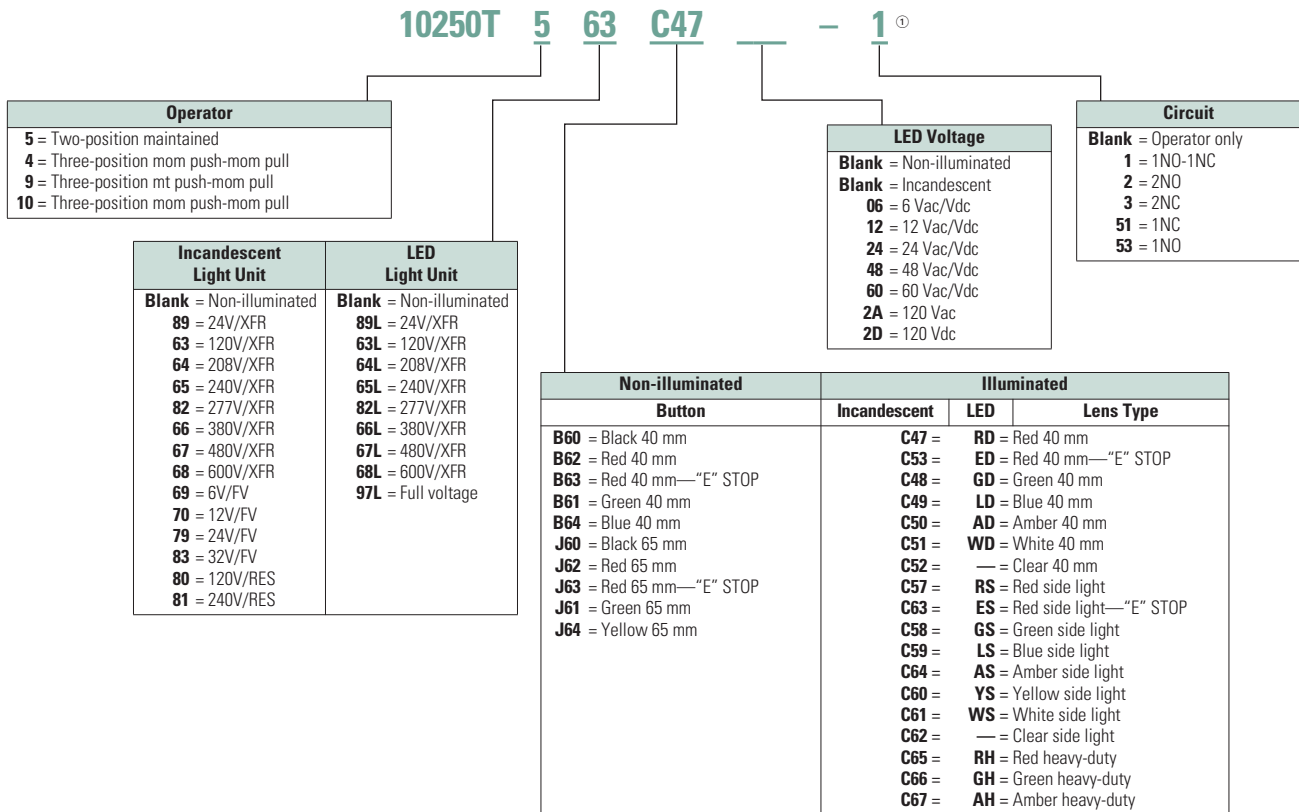 10250T 5 63 C47 __ – 1 ①
Operator
5 = Two-position maintained
4 = Three-position mom push-mom pull
9 = Three-position mt push-mom pull
10 = Three-position mom push-mom pull
Incandescent Light Unit
Blank = Non-illuminated
89 = 24V/XFR
63 = 120V/XFR
64 = 208V/XFR
65 = 240V/XFR
82 = 277V/XFR
66 = 380V/XFR
67 = 480V/XFR
68 = 600V/XFR
69 = 6V/FV
70 = 12V/FV
79 = 24V/FV
83 = 32V/FV
80 = 120V/RES
81 = 240V/RES
LED Light Unit
Blank = Non-illuminated
89L = 24V/XFR
63L = 120V/XFR
64L = 208V/XFR
65L = 240V/XFR
82L = 277V/XFR
66L = 380V/XFR
67L = 480V/XFR
68L = 600V/XFR
97L = Full voltage
LED Voltage
Blank = Non-illuminated
Blank = Incandescent
06 = 6 Vac/Vdc
12 = 12 Vac/Vdc
24 = 24 Vac/Vdc
48 = 48 Vac/Vdc
60 = 60 Vac/Vdc
2A = 120 Vac
2D = 120 Vdc
Circuit
Blank = Operator only
1 = 1NO-1NC
2 = 2NO
3 = 2NC
51 = 1NC
53 = 1NO
Non-illuminated
Button
B60 = Black 40 mm
B62 = Red 40 mm
B63 = Red 40 mm—“E” STOP
B61 = Green 40 mm
B64 = Blue 40 mm
J60 = Black 65 mm
J62 = Red 65 mm
J63 = Red 65 mm—“E” STOP
J61 = Green 65 mm
J64 = Yellow 65 mm
Illuminated
Incandescent LED Lens Type
C47 = RD = Red 40 mm
C53 = ED = Red 40 mm—“E” STOP
C48 = GD = Green 40 mm
C49 = LD = Blue 40 mm
C50 = AD = Amber 40 mm
C51 = WD = White 40 mm
C52 = — = Clear 40 mm
C57 = RS = Red side light
C63 = ES = Red side light—“E” STOP
C58 = GS = Green side light
C59 = LS = Blue side light
C64 = AS = Amber side light
C60 = YS = Yellow side light
C61 = WS = White side light
C62 = — = Clear side light
C65 = RH = Red heavy-duty
C66 = GH = Green heavy-duty
C67 = AH = Amber heavy-duty